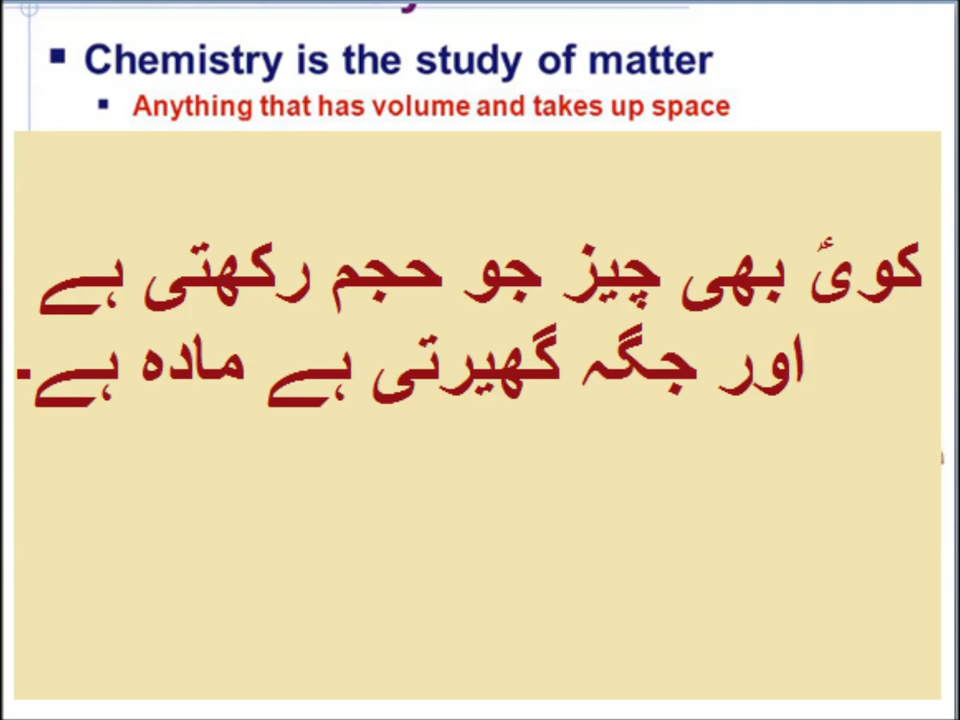 Chemistry is the study of matter
Anything that has volume and takes up space
کوئ بھی چیز جو حجم رکھتی ہے
اور جگہ گھیرتی ہے مادہ ہے۔